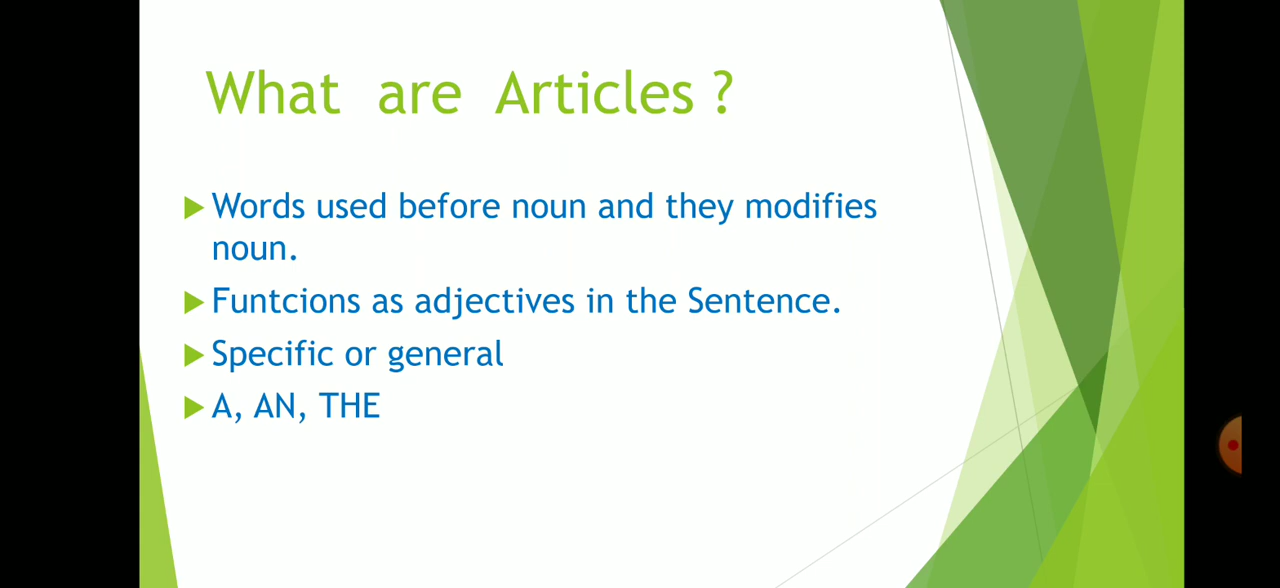 What are Articles ?
Words used before noun and they modifies
noun.
Funtcions as adjectives in the Sentence.
Specific or general
A, AN, THE